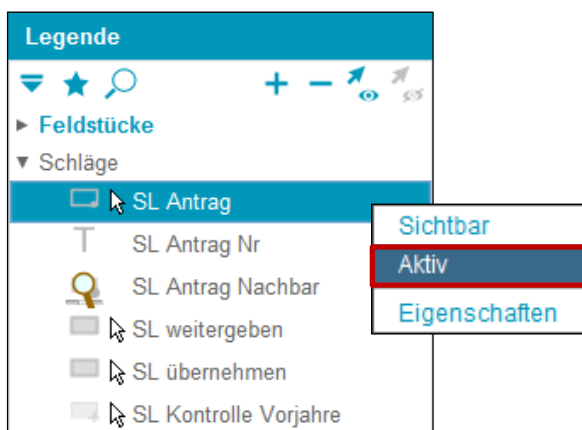 Legende
Feldstücke
Schläge
SL Antrag
Sichtbar
SL Antrag Nr
Aktiv
SL Antrag Nachbar
Eigenschaften
SL weitergeben
SL übernehmen
SL Kontrolle Vorjahre